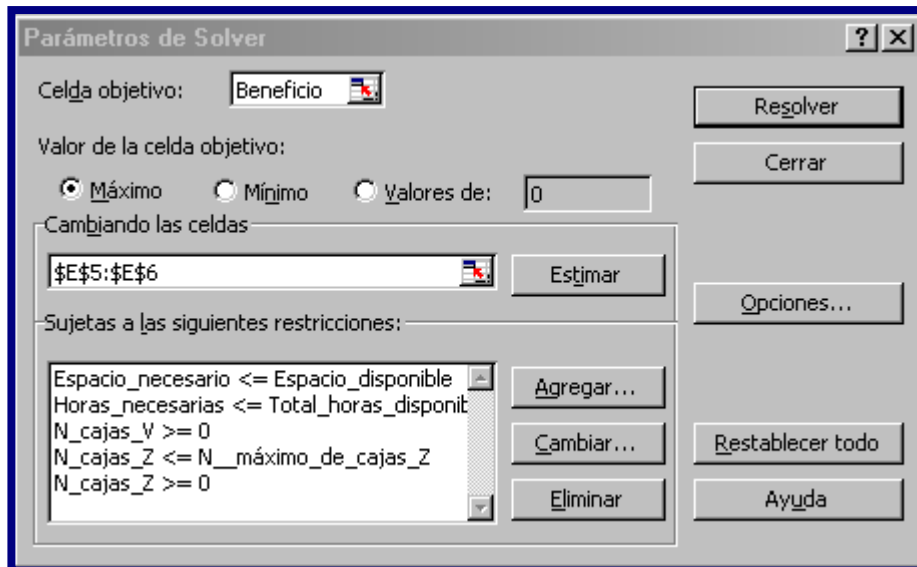 Parámetros de Solver
Celda objetivo: Beneficio
Resolver
Valor de la celda objetivo:
Cerrar
Máximo Mínimo Valores de: 0
Cambiando las celdas
$E$5:$E$6 Estimar
Opciones...
Sujetas a las siguientes restricciones:
Espacio_necesario <= Espacio_disponible
Horas_necesarias <= Total_horas_disponib
N_cajas_V >= 0
N_cajas_Z <= N__máximo_de_cajas_Z
N_cajas_Z >= 0
Agregar...
Cambiar... Restablecer todo
Eliminar Ayuda